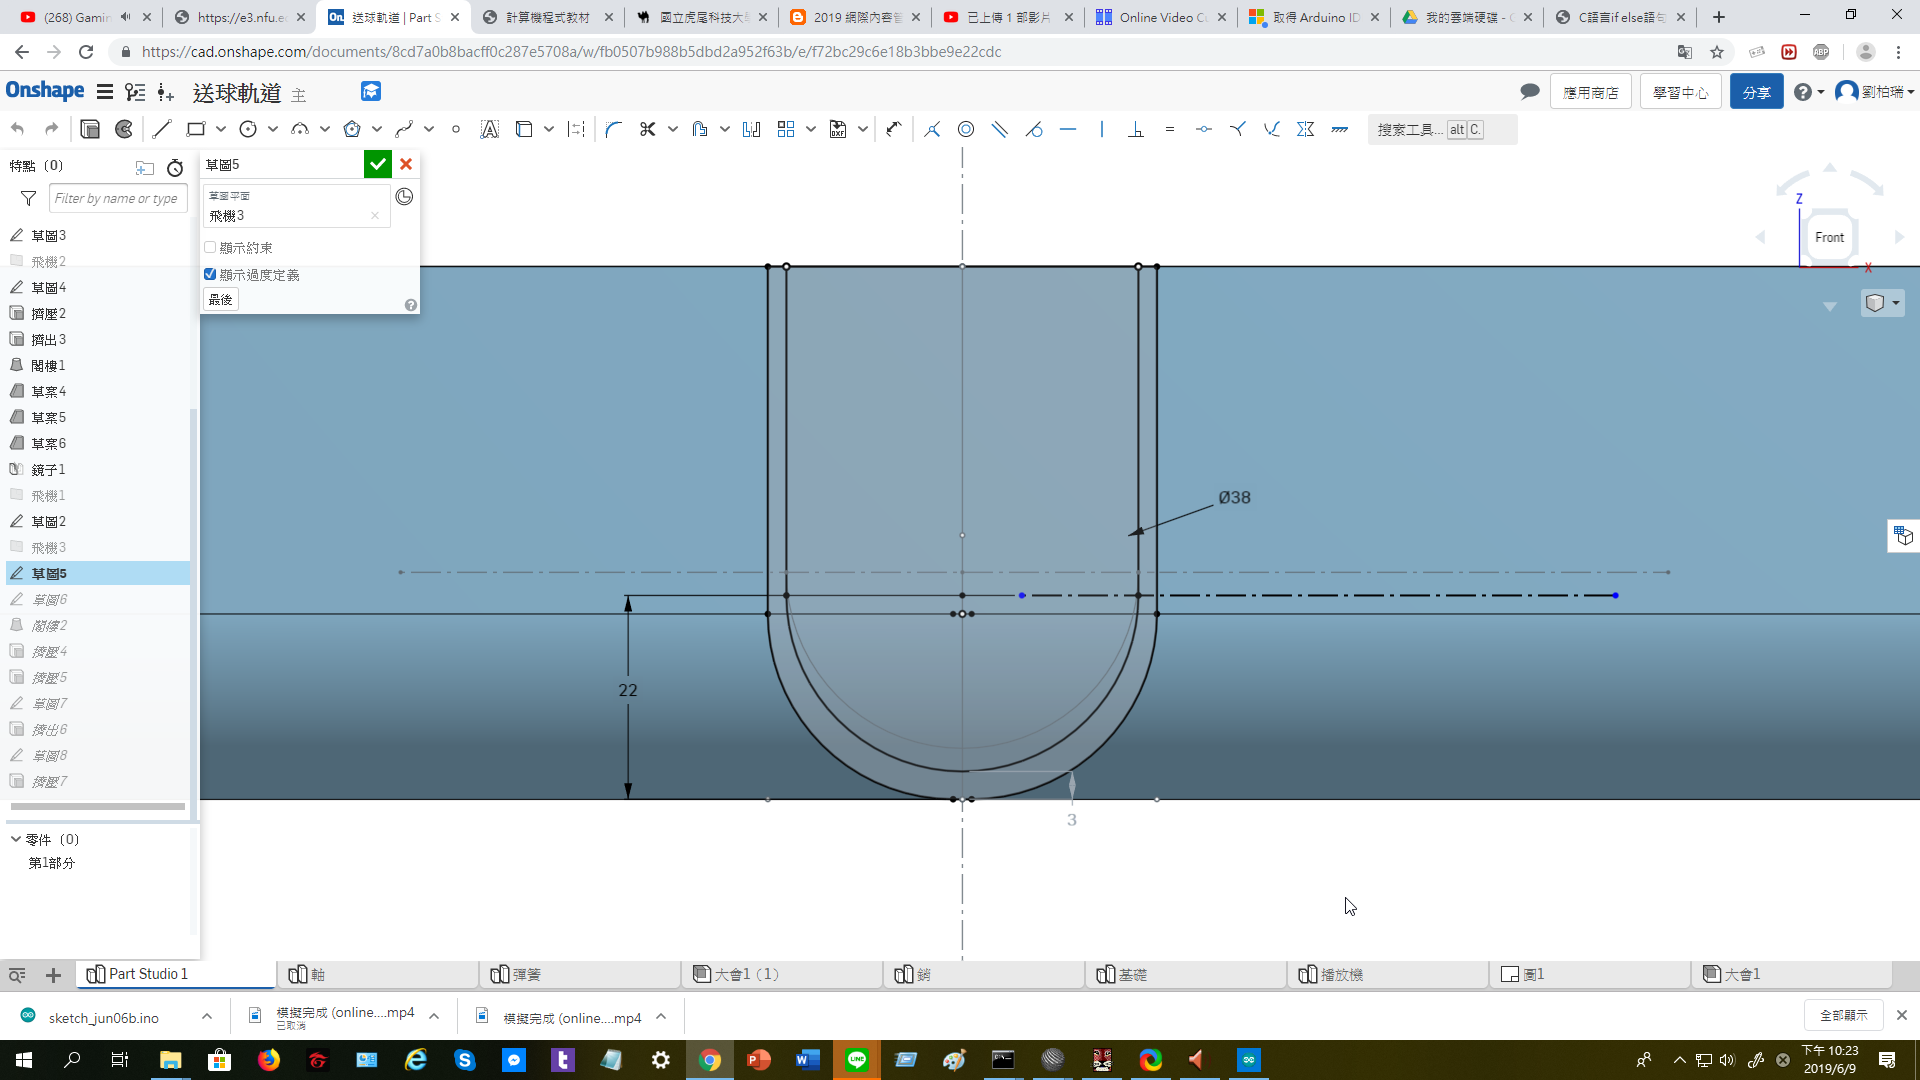 (268) Gamin
https://e3.nfu.e
送球軌道 | Part S
計算機程式教材
國立虎尾科技大
2019 網際內容管
已上傳 1 部影片
Online Video Cu
取得 Arduino ID
我的雲端硬碟 - G
C語言if else語句
https://cad.onshape.com/documents/8cd7a0b8bacff0c287e5708a/w/fb0507b988b5dbd2a952f63b/e/f72bc29c6e18b3bbe9e22cdc
ABP
Onshape
送球軌道 主
應用商店
學習中心
分享
劉柏瑞
DXF
搜索工具... alt C.
特點 (0)
Filter by name or type
草圖5
草圖平面
飛機3
顯示約束
顯示過度定義
最後
草圖3
飛機2
草圖4
擠壓2
擠出3
閣樓1
草案4
草案5
草案6
鏡子1
飛機1
草圖2
飛機3
草圖5
草圖6
閣樓2
擠壓4
擠壓5
草圖7
擠出6
草圖8
擠壓7
零件 (0)
第1部分
Z
Front
X
Ø38
22
3
Part Studio 1
軸
彈簧
大會1 (1)
銷
基礎
播放機
圖1
大會1
sketch_jun06b.ino
模擬完成 (online....mp4
已取消
模擬完成 (online....mp4
全部顯示
下午 10:23
2019/6/9